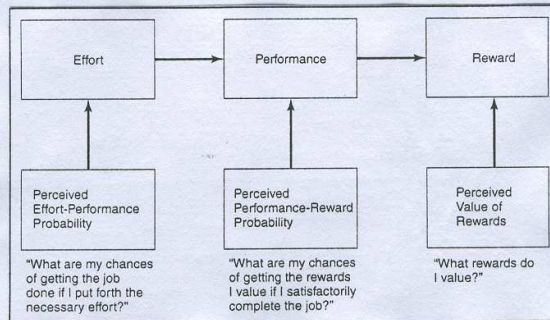 Effort
Performance
Reward
Perceived
Effort-Performance
Probability
Perceived
Performance-Reward
Probability
Perceived
Value of
Rewards
"What are my chances
of getting the job
done if I put forth the
necessary effort?"
"What are my chances
of getting the rewards
I value if I satisfactorily
complete the job?"
"What rewards do
I value?"